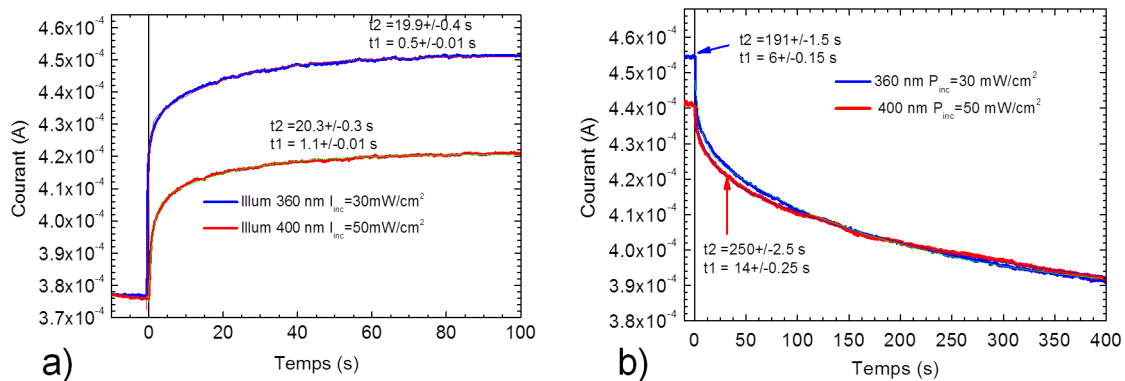 t2 =19.9+/-0.4 s
t1 = 0.5+/-0.01 s
t2 =20.3+/-0.3 s
t1 = 1.1+/-0.01 s
Illum 360 nm I_inc=30mW/cm²
Illum 400 nm I_inc=50mW/cm²
4.6x10⁻⁴
4.5x10⁻⁴
4.4x10⁻⁴
4.3x10⁻⁴
4.2x10⁻⁴
4.1x10⁻⁴
4.0x10⁻⁴
3.9x10⁻⁴
3.8x10⁻⁴
3.7x10⁻⁴
Courant (A)
0 20 40 60 80 100
Temps (s)
a)
t2 =191+/-1.5 s
t1 = 6+/-0.15 s
360 nm P_inc=30 mW/cm²
400 nm P_inc=50 mW/cm²
t2 =250+/-2.5 s
t1 = 14+/-0.25 s
4.6x10⁻⁴
4.5x10⁻⁴
4.4x10⁻⁴
4.3x10⁻⁴
4.2x10⁻⁴
4.1x10⁻⁴
4.0x10⁻⁴
3.9x10⁻⁴
3.8x10⁻⁴
Courant (A)
0 50 100 150 200 250 300 350 400
Temps (s)
b)